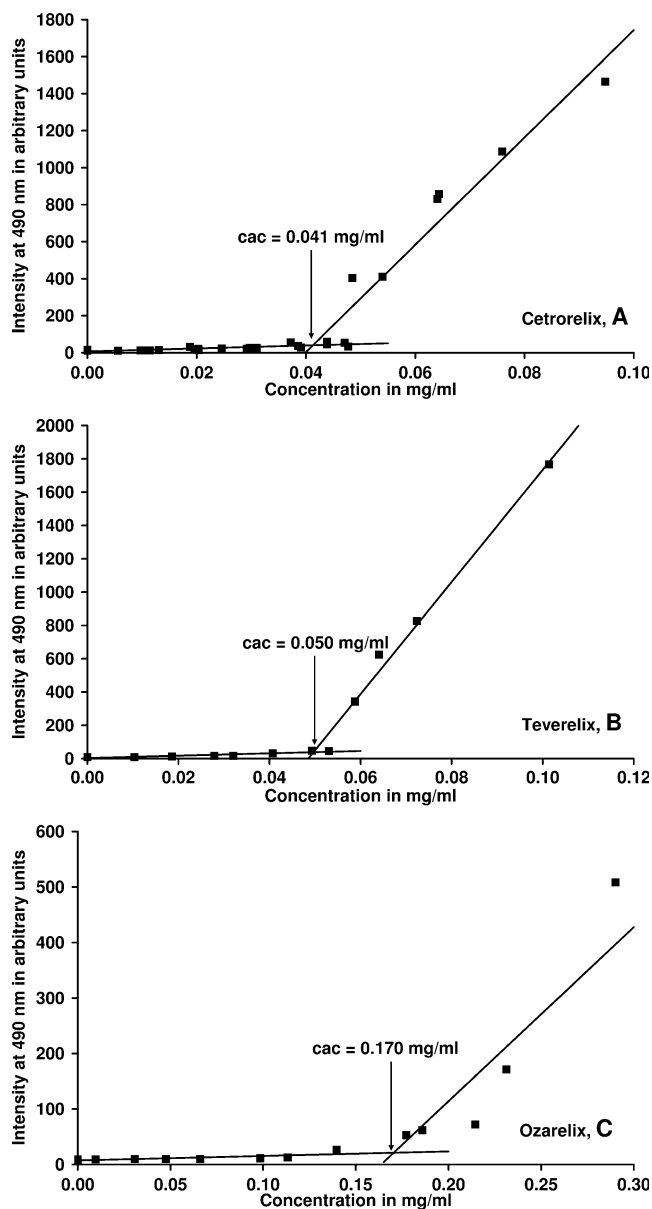 Intensity at 490 nm in arbitrary units
1800
1600
1400
1200
1000
800
600
400
200
0
cac = 0.041 mg/ml
Cetrorelix, A
0.00 0.02 0.04 0.06 0.08 0.10
Concentration in mg/ml
Intensity at 490 nm in arbitrary units
2000
1800
1600
1400
1200
1000
800
600
400
200
0
cac = 0.050 mg/ml
Teverelix, B
0.00 0.02 0.04 0.06 0.08 0.10 0.12
Concentration in mg/ml
Intensity at 490 nm in arbitrary units
600
500
400
300
200
100
0
cac = 0.170 mg/ml
Ozarelix, C
0.00 0.05 0.10 0.15 0.20 0.25 0.30
Concentration in mg/ml